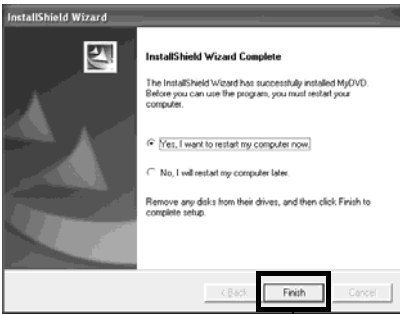 InstallShield Wizard
InstallShield Wizard Complete
The InstallShield Wizard has successfully installed MyDVD.
Before you can use the program, you must restart your
computer.
Yes, I want to restart my computer now.
No, I will restart my computer later.
Remove any disks from their drives, and then click Finish to
complete setup.
< Back Finish Cancel